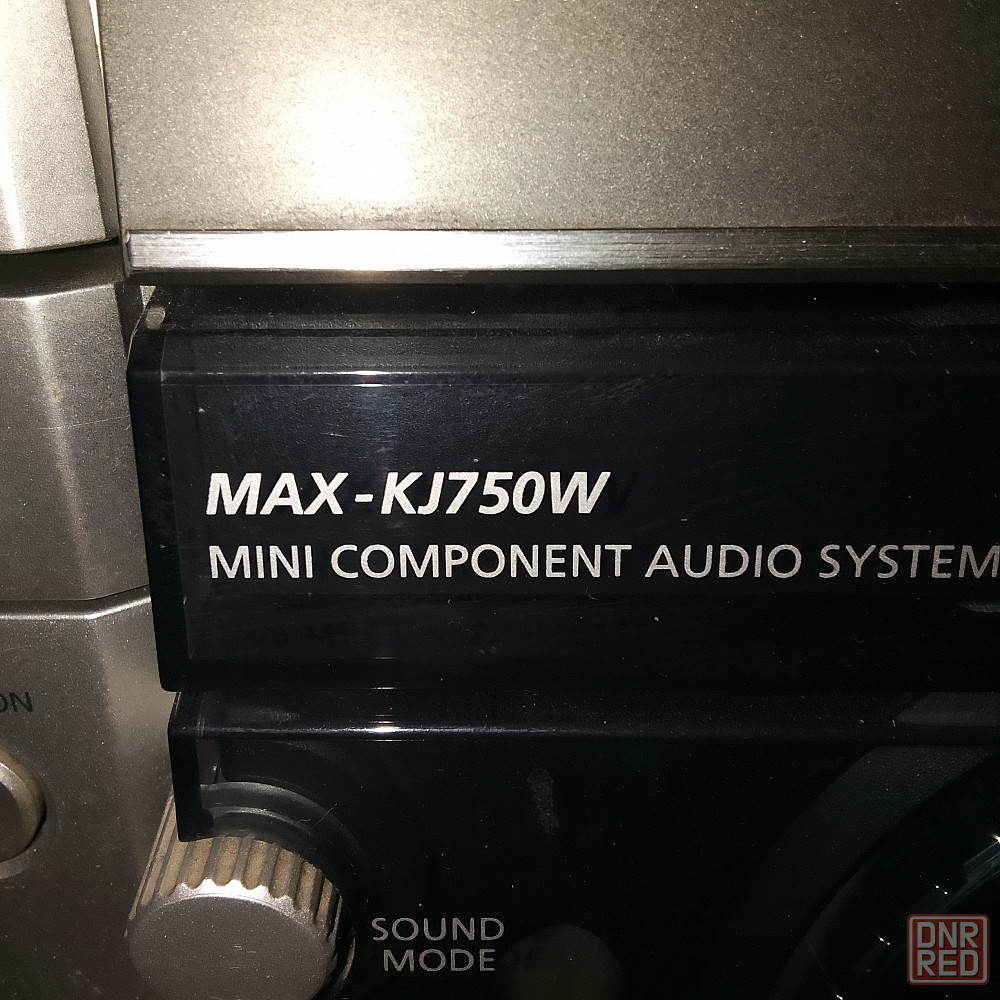 MAX-KJ750W
MINI COMPONENT AUDIO SYSTEM
ON
SOUND
MODE
DNR
RED